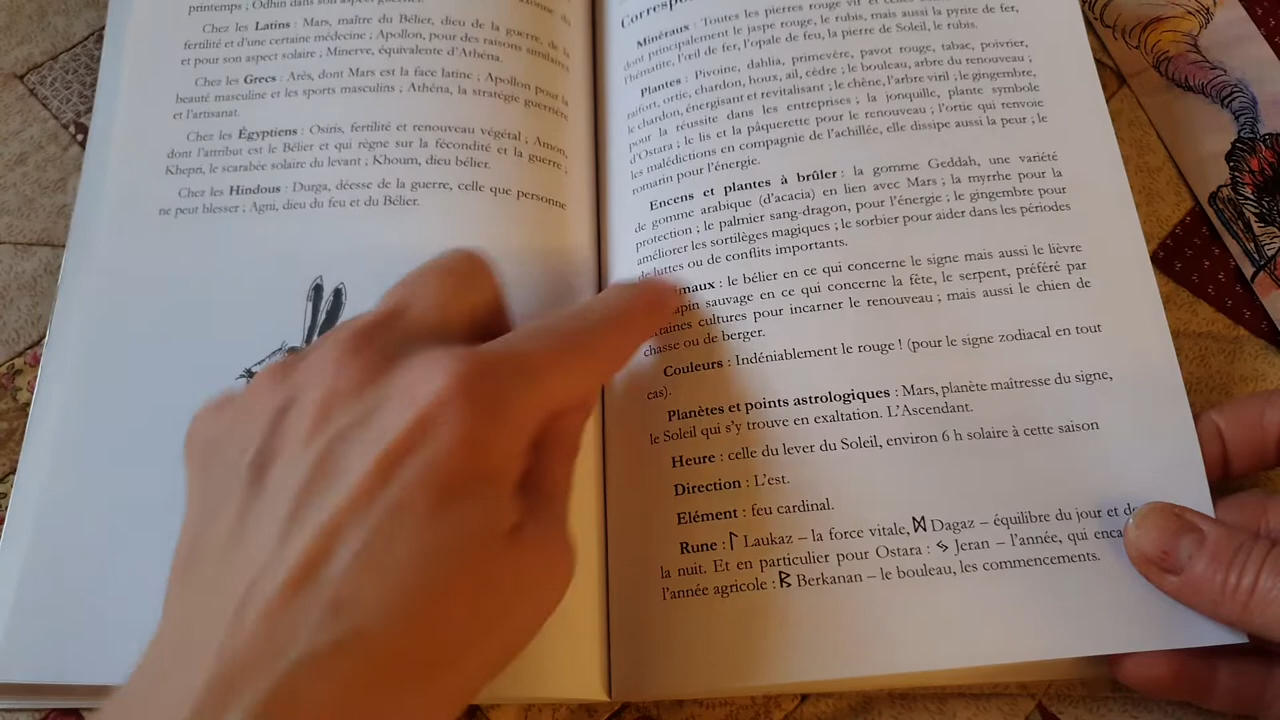 printemps ; Odhin dans son aspect guerrier.
Chez les Latins : Mars, maître du Bélier, dieu de la guerre, de la
fertilité et d'une certaine médecine ; Apollon, pour des raisons similaires
et pour son aspect solaire ; Minerve, équivalente d'Athéna.
Chez les Grecs : Arès, dont Mars est la face latine ; Apollon pour la
beauté masculine et les sports masculins ; Athéna, la stratégie guerrière
et l'artisanat.
Chez les Égyptiens : Osiris, fertilité et renouveau végétal ; Amon,
dont l'attribut est le Bélier et qui règne sur la fécondité et la guerre ;
Khepri, le scarabée solaire du levant ; Khoum, dieu bélier.
Chez les Hindous : Durga, déesse de la guerre, celle que personne
ne peut blesser ; Agni, dieu du feu et du Bélier.
Minéraux : Toutes les pierres rouge vif et
dont principalement le jaspe rouge, le rubis, mais aussi la pyrite de fer,
l'hématite, l'œil de fer, l'opale de feu, la pierre de Soleil, le rubis.
Plantes : Pivoine, dahlia, primevère, pavot rouge, tabac, poivrier,
raifort, ortie, chardon, houx, ail, cèdre ; le bouleau, arbre du renouveau ;
le chardon, énergisant et revitalisant ; le chêne, l'arbre viril ; le gingembre,
pour la réussite dans les entreprises ; la jonquille, plante symbole
d'Ostara ; le lis et la pâquerette pour le renouveau ; l'ortie qui renvoie
les malédictions en compagnie de l'achillée, elle dissipe aussi la peur ; le
romarin pour l'énergie.
Encens et plantes à brûler : la gomme Geddah, une variété
de gomme arabique (d'acacia) en lien avec Mars ; la myrrhe pour la
protection ; le palmier sang-dragon, pour l'énergie ; le gingembre pour
améliorer les sortilèges magiques ; le sorbier pour aider dans les périodes
de luttes ou de conflits importants.
: le bélier en ce qui concerne le signe mais aussi le lièvre
sauvage en ce qui concerne la fête, le serpent, préféré par
cultures pour incarner le renouveau ; mais aussi le chien de
chasse ou de berger.
Couleurs : Indéniablement le rouge ! (pour le signe zodiacal en tout
cas).
Planètes et points astrologiques : Mars, planète maîtresse du signe,
le Soleil qui s'y trouve en exaltation. L'Ascendant.
Heure : celle du lever du Soleil, environ 6 h solaire à cette saison
Direction : L'est.
Elément : feu cardinal.
Rune : ᛚ Laukaz – la force vitale, ᛞ Dagaz – équilibre du jour et de
la nuit. Et en particulier pour Ostara : ᛃ Jeran – l'année, qui
l'année agricole : ᛒ Berkanan – le bouleau, les commencements.